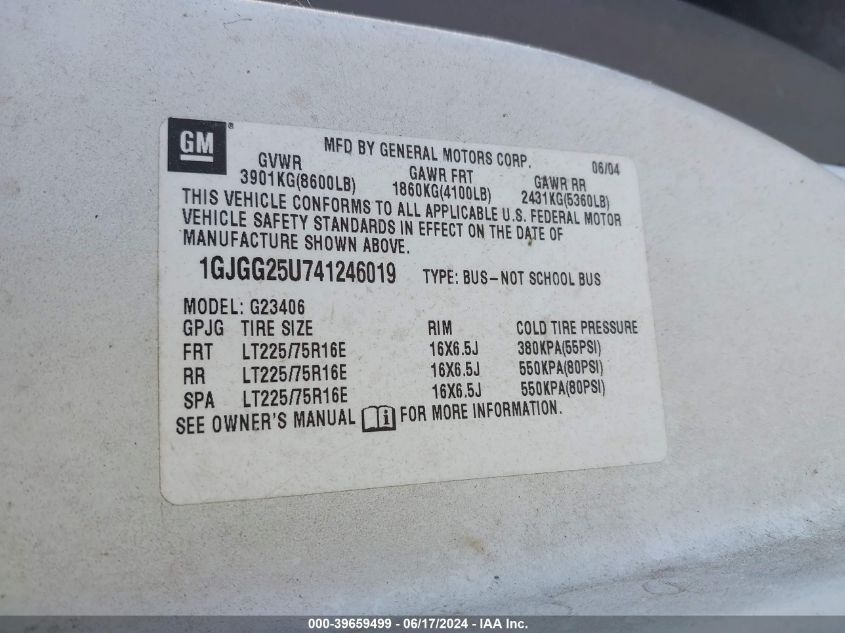 GM®
MFD BY GENERAL MOTORS CORP. 06/04
GVWR GAWR FRT GAWR RR
3901KG(8600LB) 1860KG(4100LB) 2431KG(5360LB)
THIS VEHICLE CONFORMS TO ALL APPLICABLE U.S. FEDERAL MOTOR
VEHICLE SAFETY STANDARDS IN EFFECT ON THE DATE OF
MANUFACTURE SHOWN ABOVE.
1GJGG25U741246019 TYPE: BUS-NOT SCHOOL BUS
MODEL: G23406
GPJG TIRE SIZE RIM COLD TIRE PRESSURE
FRT LT225/75R16E 16X6.5J 380KPA(55PSI)
RR LT225/75R16E 16X6.5J 550KPA(80PSI)
SPA LT225/75R16E 16X6.5J 550KPA(80PSI)
SEE OWNER'S MANUAL i FOR MORE INFORMATION.
000-39659499 - 06/17/2024 - IAA Inc.